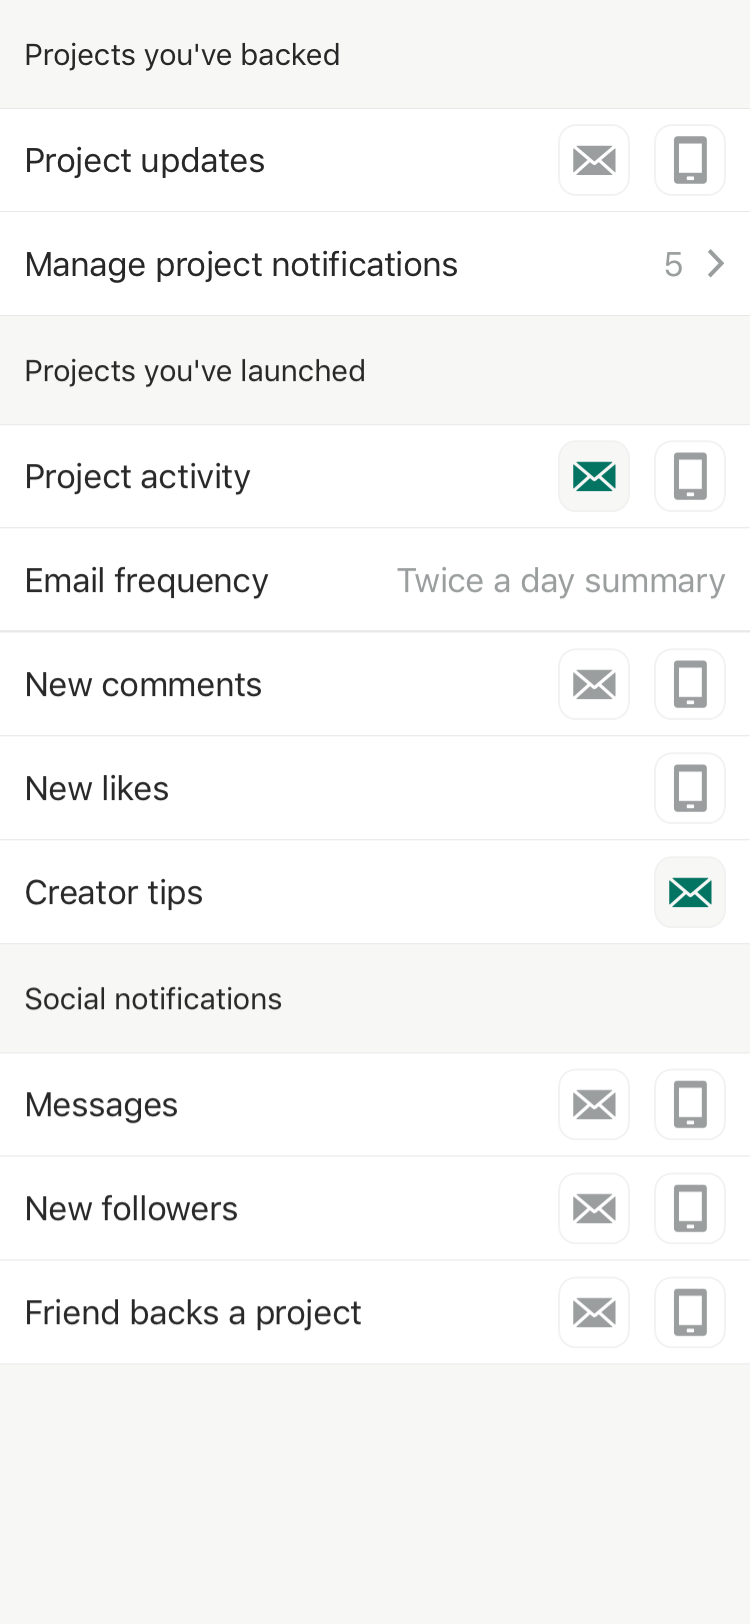 Projects you've backed
Project updates
Manage project notifications 5
Projects you've launched
Project activity
Email frequency Twice a day summary
New comments
New likes
Creator tips
Social notifications
Messages
New followers
Friend backs a project